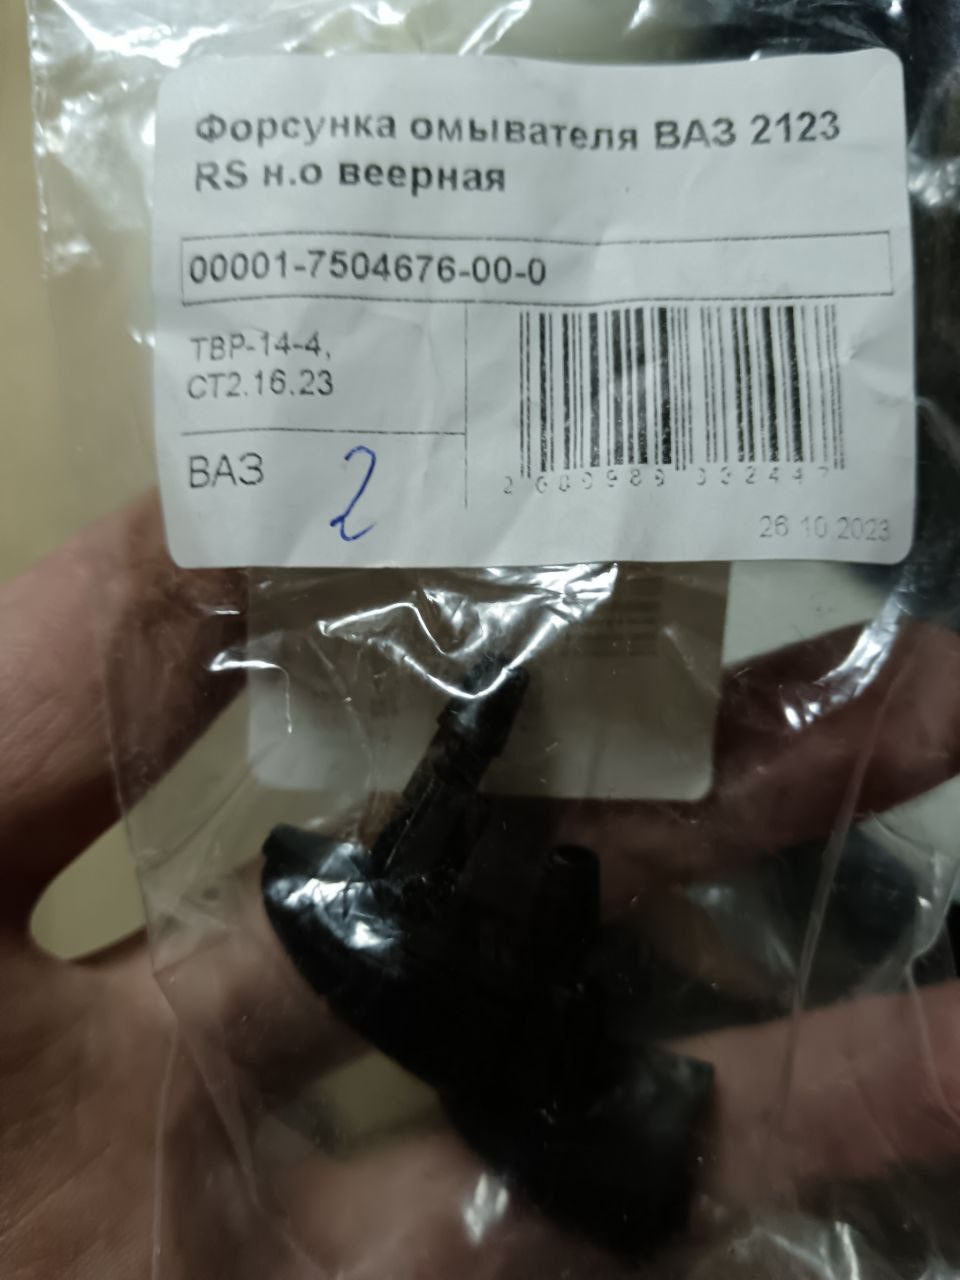 Форсунка омывателя ВАЗ 2123
RS н.о веерная
00001-7504676-00-0
ТВР-14-4,
СТ2.16.23
ВАЗ
2
26.10.2023